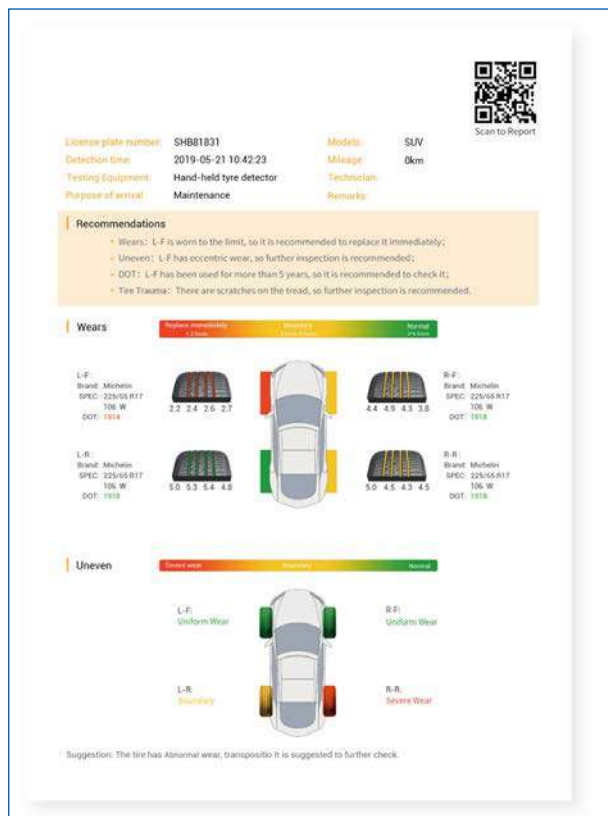 Scan to Report
License plate number: SHB81831 Models: SUV
Detection time: 2019-05-21 10:42:23 Mileage: 0km
Testing Equipment: Hand-held tyre detector Technician:
Purpose of arrival: Maintenance Remarks:
Recommendations
Wears: L-F is worn to the limit, so it is recommended to replace it immediately;
Uneven: L-F has eccentric wear, so further inspection is recommended;
DOT: L-F has been used for more than 5 years, so it is recommended to check it;
Tire Trauma: There are scratches on the tread, so further inspection is recommended.
Wears
Replace immediately Boundary Normal
L-F:
Brand: Michelin
SPEC: 225/65 R17
106 W
DOT: 1914
2.2 2.4 2.6 2.7
4.4 4.9 4.3 3.8
R-F:
Brand: Michelin
SPEC: 225/65 R17
106 W
DOT: 1918
L-R:
Brand: Michelin
SPEC: 225/65 R17
106 W
DOT: 1918
5.0 5.3 5.4 4.8
5.0 4.5 4.3 4.5
R-R:
Brand: Michelin
SPEC: 225/65 R17
106 W
DOT: 1918
Uneven
Severe wear Boundary Normal
L-F:
Uniform Wear
R-F:
Uniform Wear
L-R:
Boundary
R-R:
Severe Wear
Suggestion: The tire has Abnormal wear, transpositio It is suggested to further check.